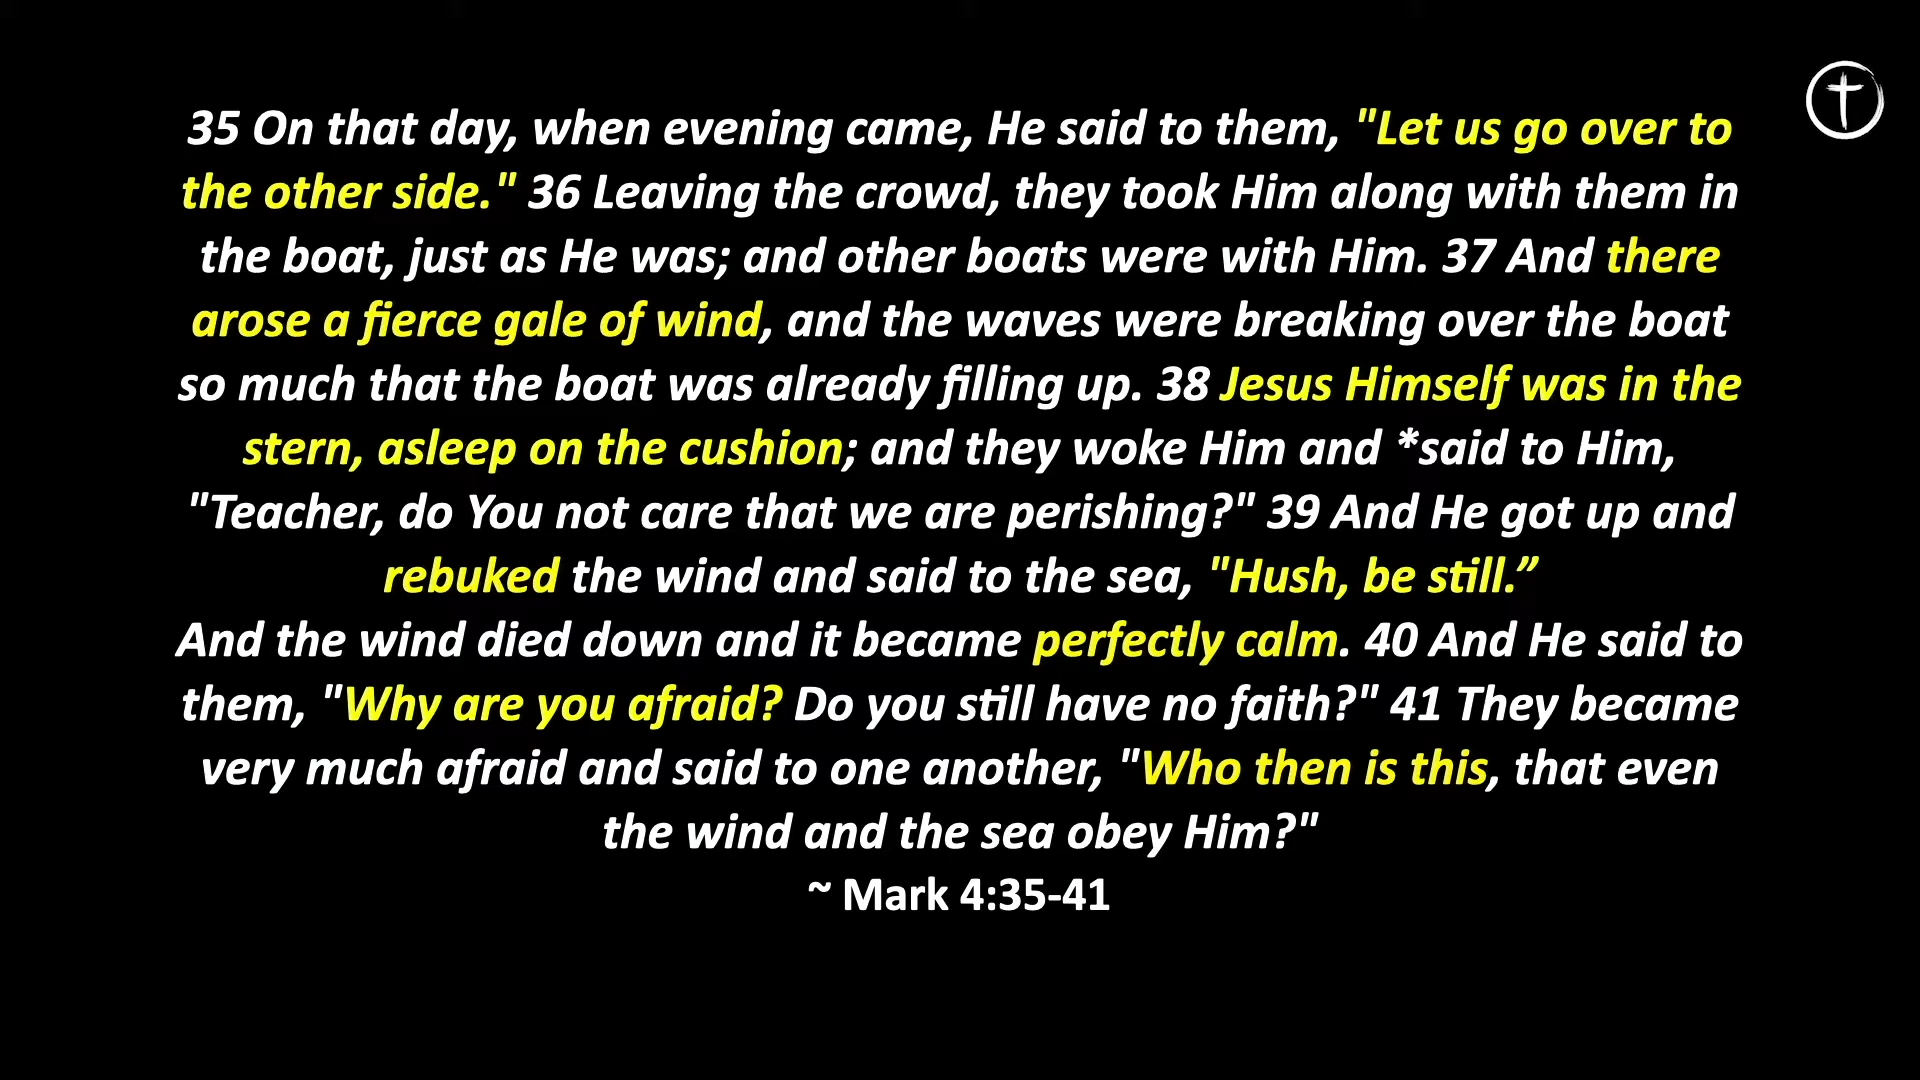 35 On that day, when evening came, He said to them, "Let us go over to
the other side." 36 Leaving the crowd, they took Him along with them in
the boat, just as He was; and other boats were with Him. 37 And there
arose a fierce gale of wind, and the waves were breaking over the boat
so much that the boat was already filling up. 38 Jesus Himself was in the
stern, asleep on the cushion; and they woke Him and *said to Him,
"Teacher, do You not care that we are perishing?" 39 And He got up and
rebuked the wind and said to the sea, "Hush, be still.”
And the wind died down and it became perfectly calm. 40 And He said to
them, "Why are you afraid? Do you still have no faith?" 41 They became
very much afraid and said to one another, "Who then is this, that even
the wind and the sea obey Him?"
~ Mark 4:35-41